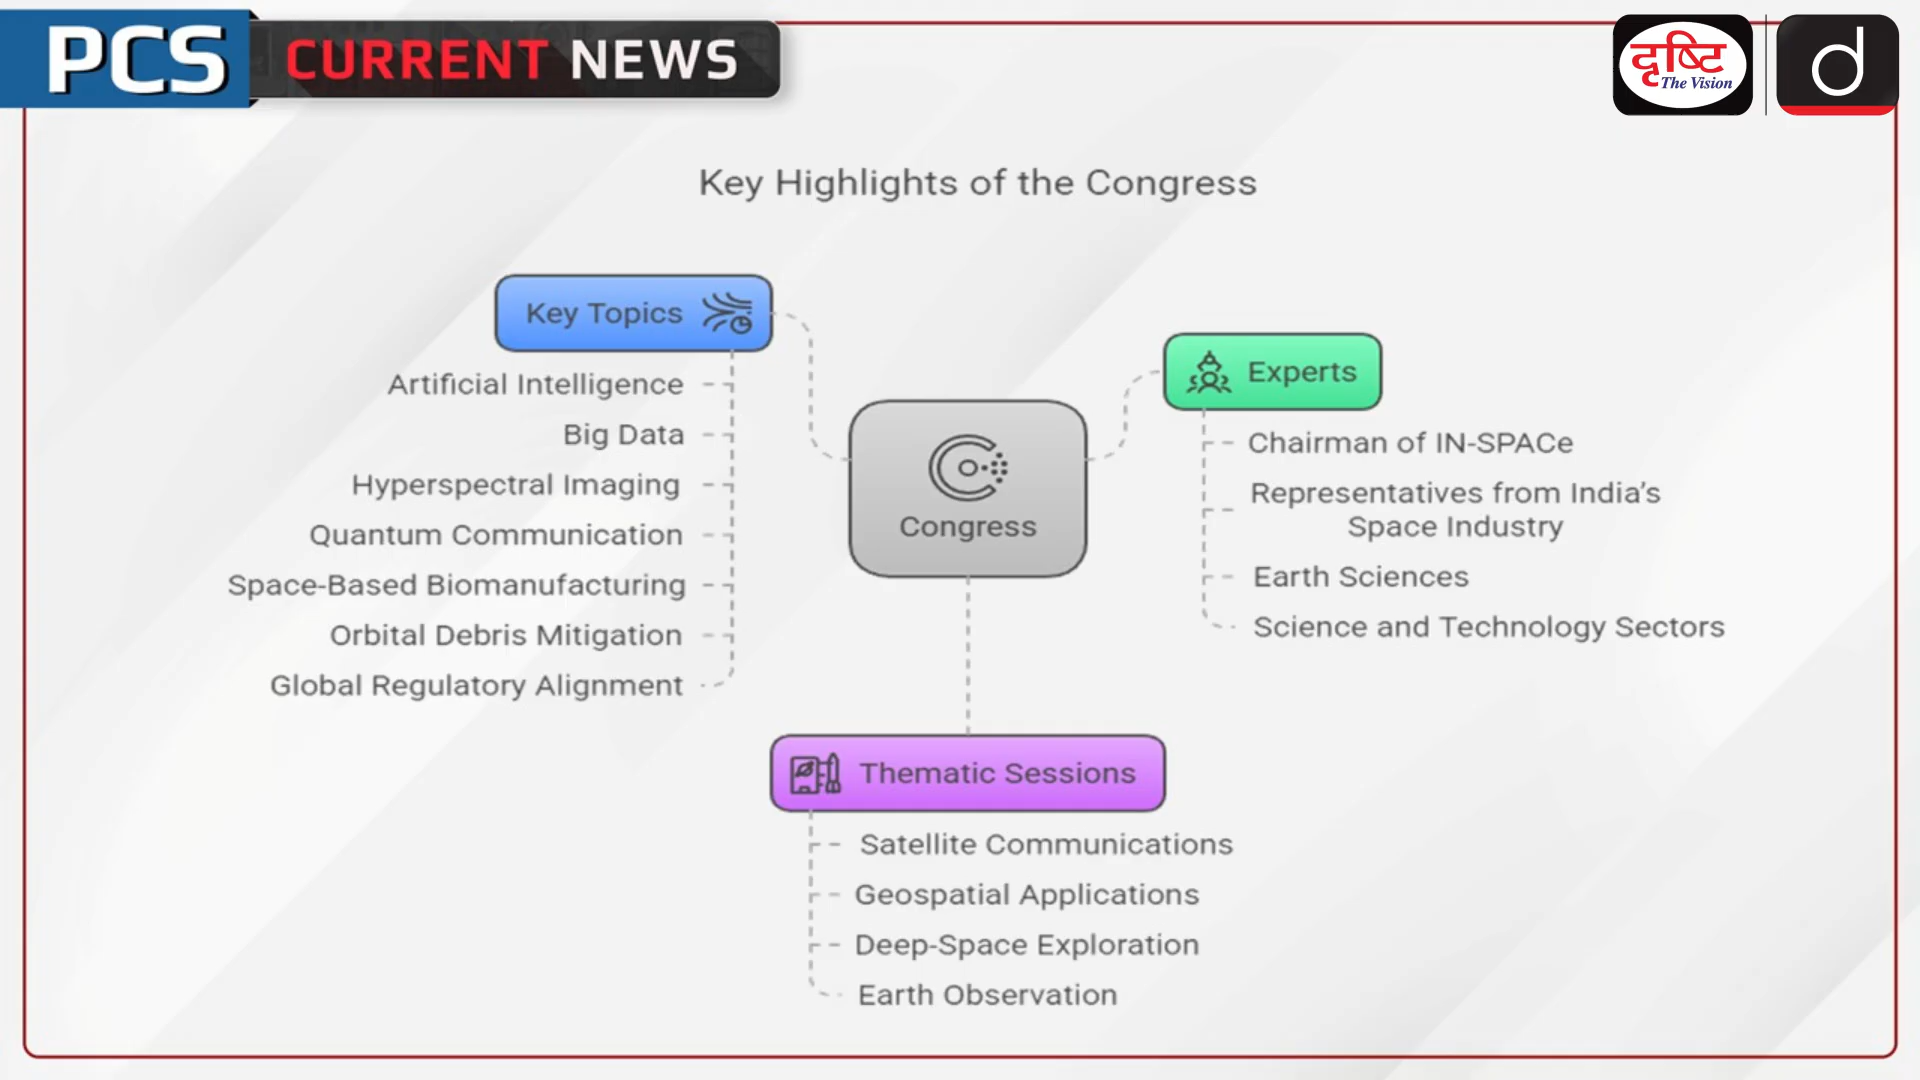 PCS CURRENT NEWS
दृष्टि
The Vision
d
Key Highlights of the Congress
Key Topics
Artificial Intelligence
Big Data
Hyperspectral Imaging
Quantum Communication
Space-Based Biomanufacturing
Orbital Debris Mitigation
Global Regulatory Alignment
Congress
Experts
Chairman of IN-SPACe
Representatives from India's
Space Industry
Earth Sciences
Science and Technology Sectors
Thematic Sessions
Satellite Communications
Geospatial Applications
Deep-Space Exploration
Earth Observation